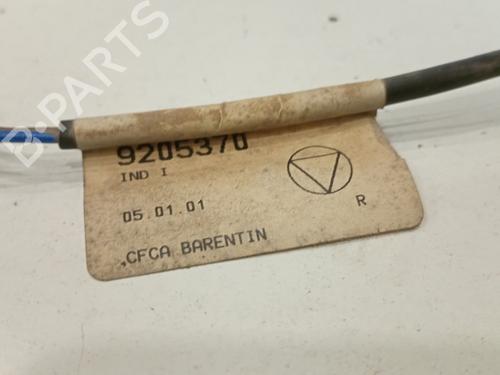 9205370
IND I
05.01.01
R
CFCA BARENTIN
B-PARTS